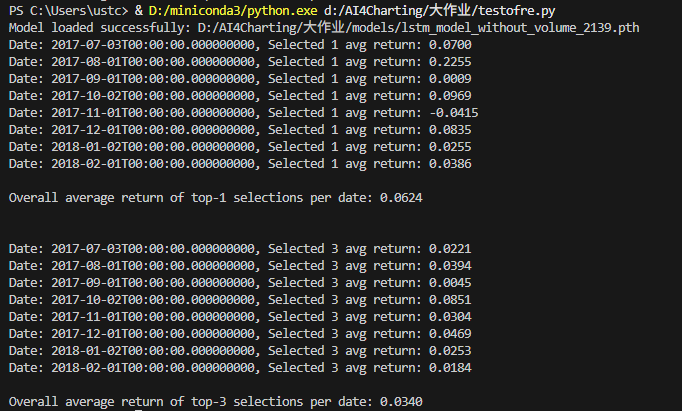 PS C:\Users\ustc> & D:/miniconda3/python.exe d:/AI4Charting/大作业/testofre.py
Model loaded successfully: D:/AI4Charting/大作业/models/lstm_model_without_volume_2139.pth
Date: 2017-07-03T00:00:00.000000000, Selected 1 avg return: 0.0700
Date: 2017-08-01T00:00:00.000000000, Selected 1 avg return: 0.2255
Date: 2017-09-01T00:00:00.000000000, Selected 1 avg return: 0.0009
Date: 2017-10-02T00:00:00.000000000, Selected 1 avg return: 0.0969
Date: 2017-11-01T00:00:00.000000000, Selected 1 avg return: -0.0415
Date: 2017-12-01T00:00:00.000000000, Selected 1 avg return: 0.0835
Date: 2018-01-02T00:00:00.000000000, Selected 1 avg return: 0.0255
Date: 2018-02-01T00:00:00.000000000, Selected 1 avg return: 0.0386
Overall average return of top-1 selections per date: 0.0624
Date: 2017-07-03T00:00:00.000000000, Selected 3 avg return: 0.0221
Date: 2017-08-01T00:00:00.000000000, Selected 3 avg return: 0.0394
Date: 2017-09-01T00:00:00.000000000, Selected 3 avg return: 0.0045
Date: 2017-10-02T00:00:00.000000000, Selected 3 avg return: 0.0851
Date: 2017-11-01T00:00:00.000000000, Selected 3 avg return: 0.0304
Date: 2017-12-01T00:00:00.000000000, Selected 3 avg return: 0.0469
Date: 2018-01-02T00:00:00.000000000, Selected 3 avg return: 0.0253
Date: 2018-02-01T00:00:00.000000000, Selected 3 avg return: 0.0184
Overall average return of top-3 selections per date: 0.0340